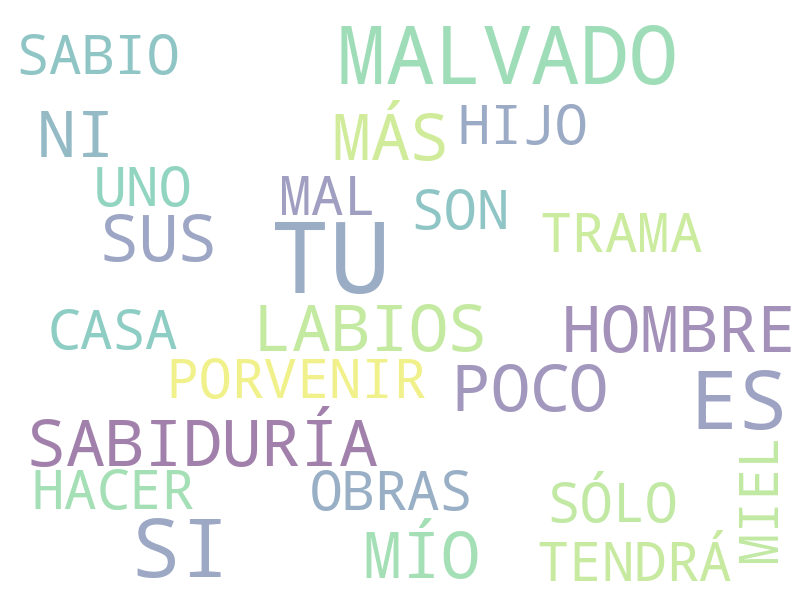 SABIO MALVADO
NI MÁS HIJO
UNO MAL SON
SUS TU TRAMA
CASA LABIOS HOMBRE
PORVENIR POCO ES
SABIDURÍA
HACER OBRAS SÓLO MIEL
SI MÍO TENDRÁ